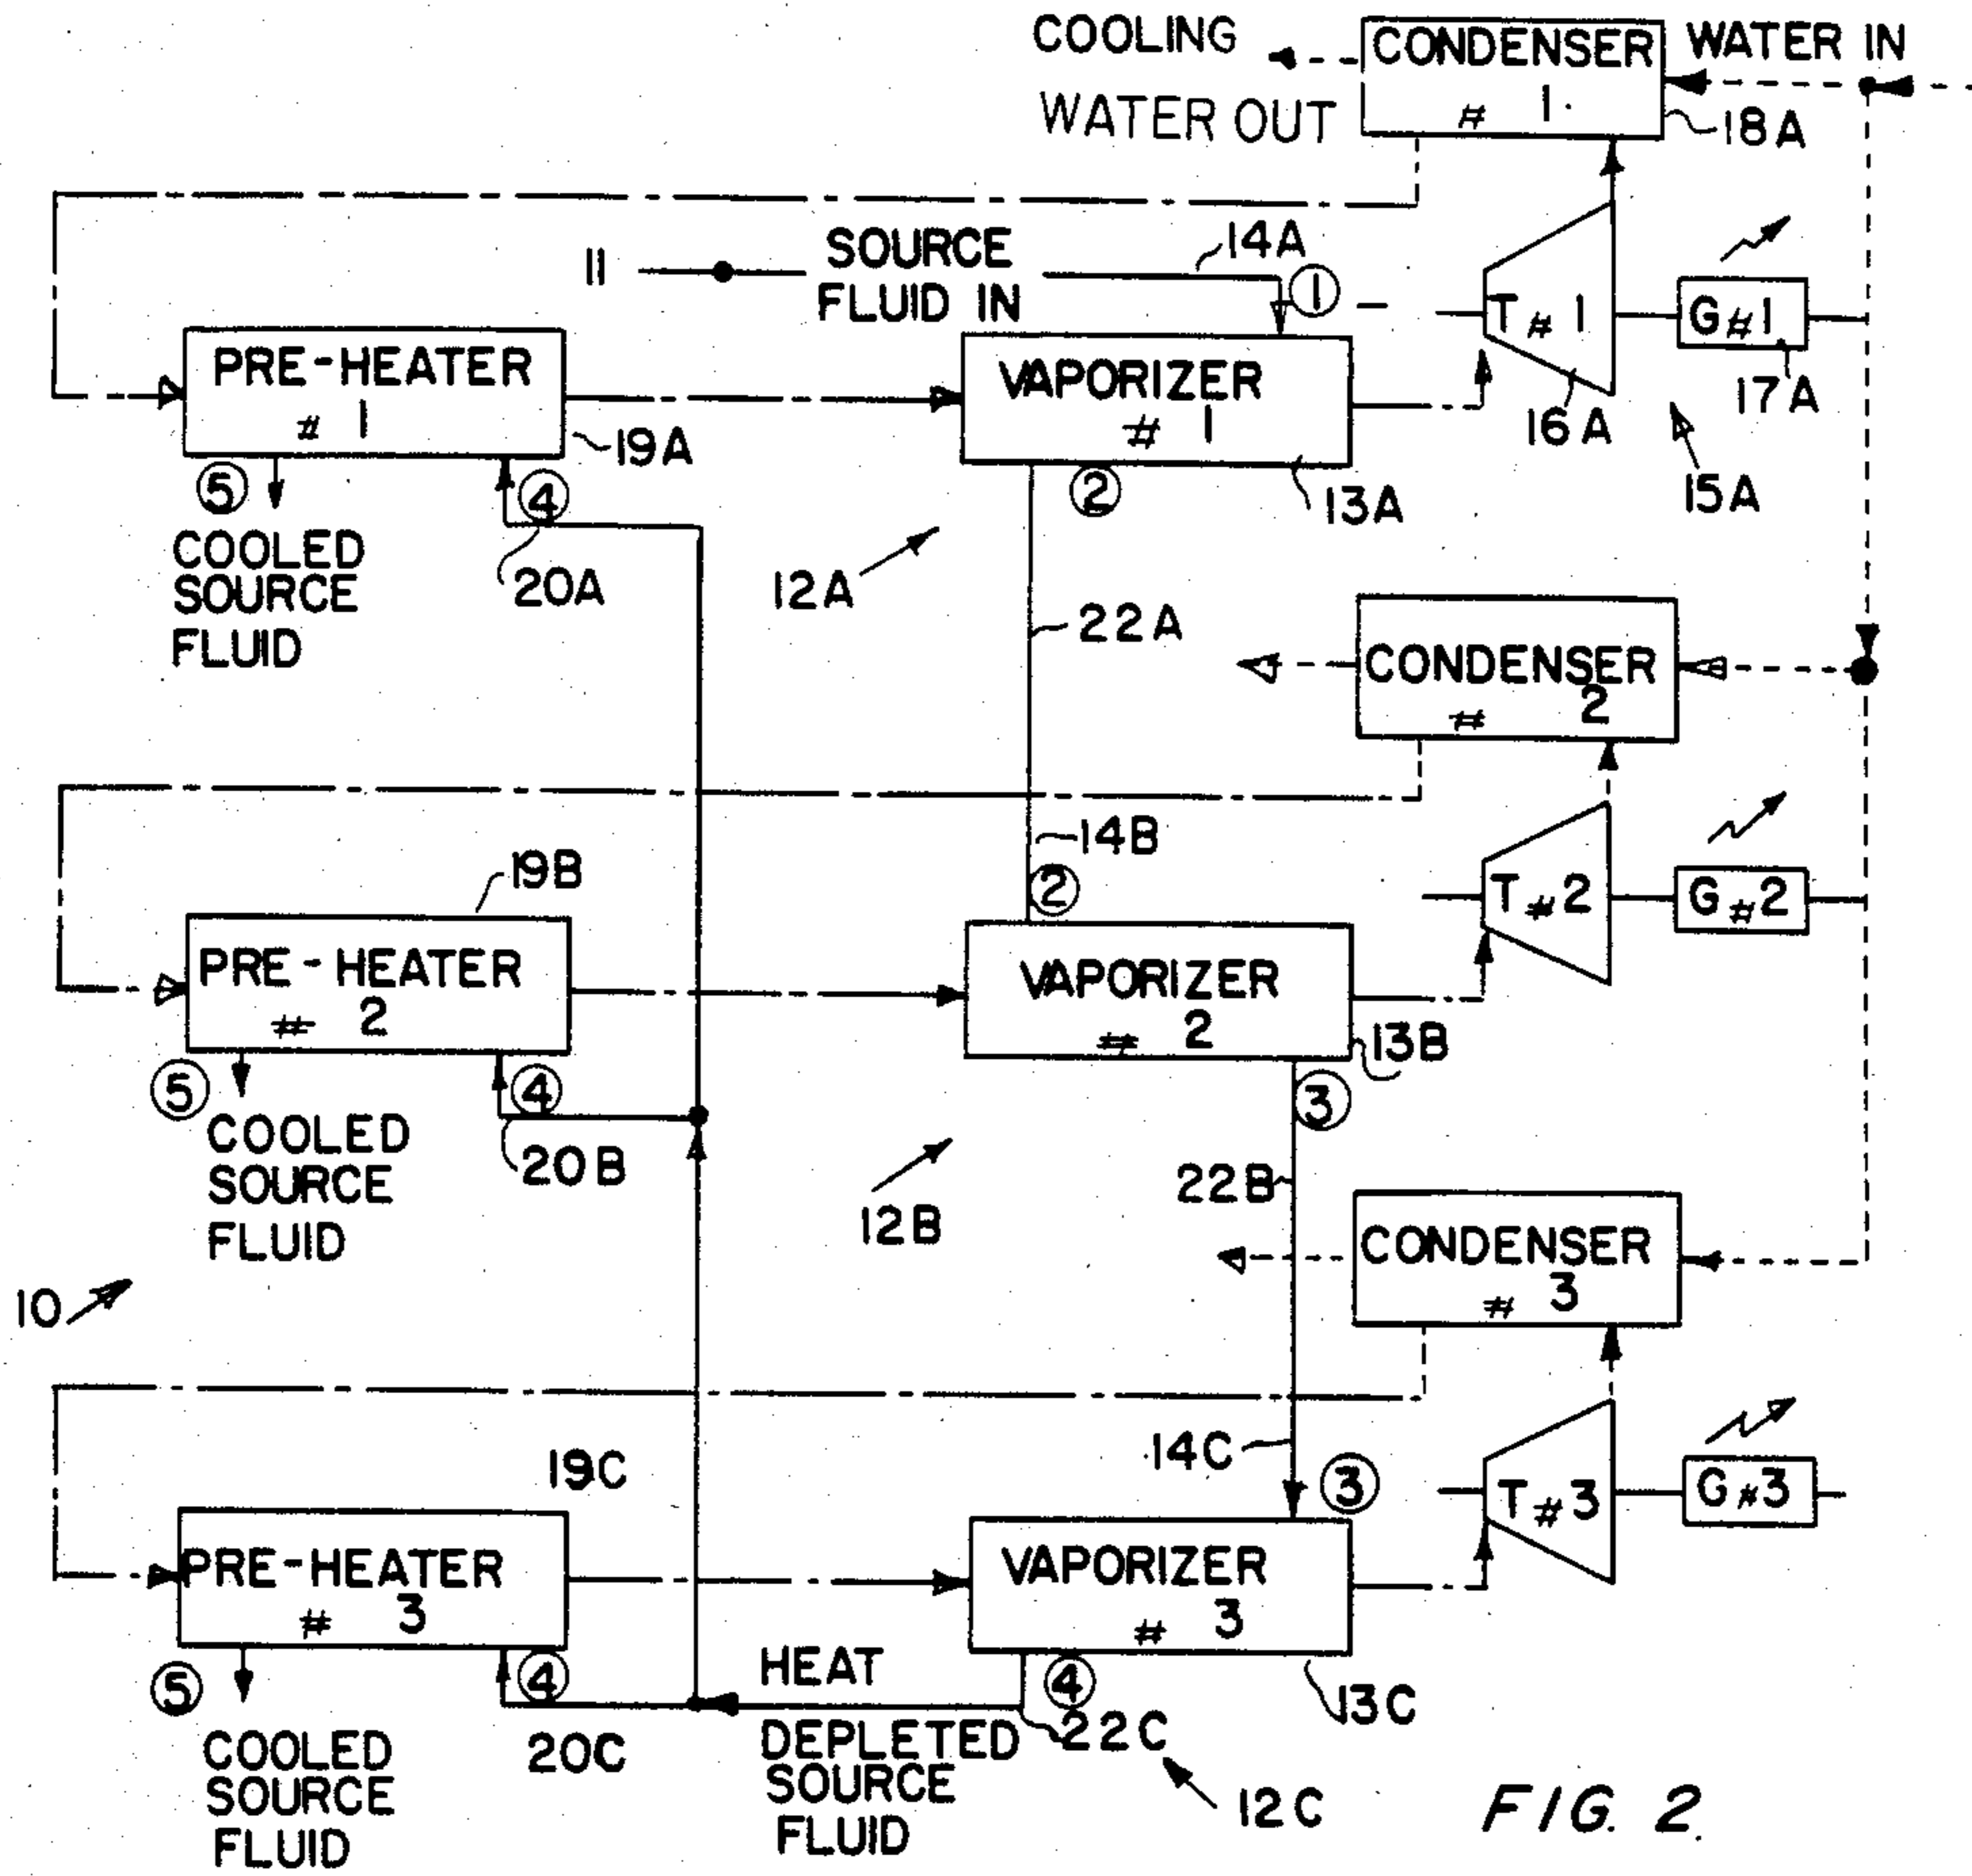 COOLING
WATER OUT
CONDENSER
# 1
WATER IN
18A
11
SOURCE
FLUID IN
14A
1
T # 1
G # 1
17A
16A
15A
PRE-HEATER
# 1
19A
VAPORIZER
# 1
13A
5
4
2
COOLED
SOURCE
FLUID
20A
12A
22A
CONDENSER
# 2
14B
2
19B
T # 2
G # 2
PRE-HEATER
# 2
VAPORIZER
# 2
13B
5
4
3
COOLED
SOURCE
FLUID
20B
12B
22B
CONDENSER
# 3
10
14C
3
19C
T # 3
G # 3
PRE-HEATER
# 3
VAPORIZER
# 3
13C
5
4
4
HEAT
DEPLETED
SOURCE
FLUID
22C
COOLED
SOURCE
FLUID
20C
12C
FIG. 2